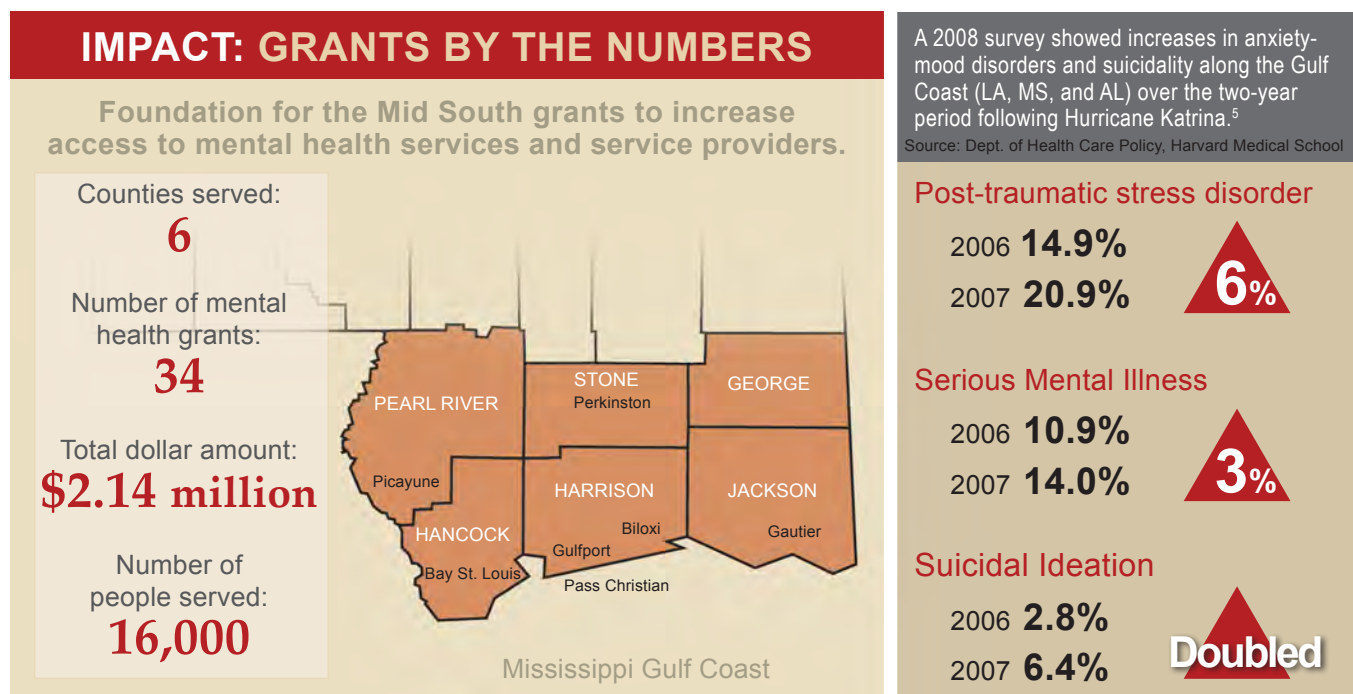 IMPACT: GRANTS BY THE NUMBERS
Foundation for the Mid South grants to increase
access to mental health services and service providers.
Counties served:
6
Number of mental
health grants:
34
Total dollar amount:
$2.14 million
Number of
people served:
16,000
PEARL RIVER
Picayune
STONE
Perkinston
GEORGE
HANCOCK
Bay St. Louis
HARRISON
Biloxi
Gulfport
Pass Christian
JACKSON
Gautier
Mississippi Gulf Coast
A 2008 survey showed increases in anxiety-
mood disorders and suicidality along the Gulf
Coast (LA, MS, and AL) over the two-year
period following Hurricane Katrina.5
Source: Dept. of Health Care Policy, Harvard Medical School
Post-traumatic stress disorder
2006 14.9%
2007 20.9%
6%
Serious Mental Illness
2006 10.9%
2007 14.0%
3%
Suicidal Ideation
2006 2.8%
2007 6.4%
Doubled